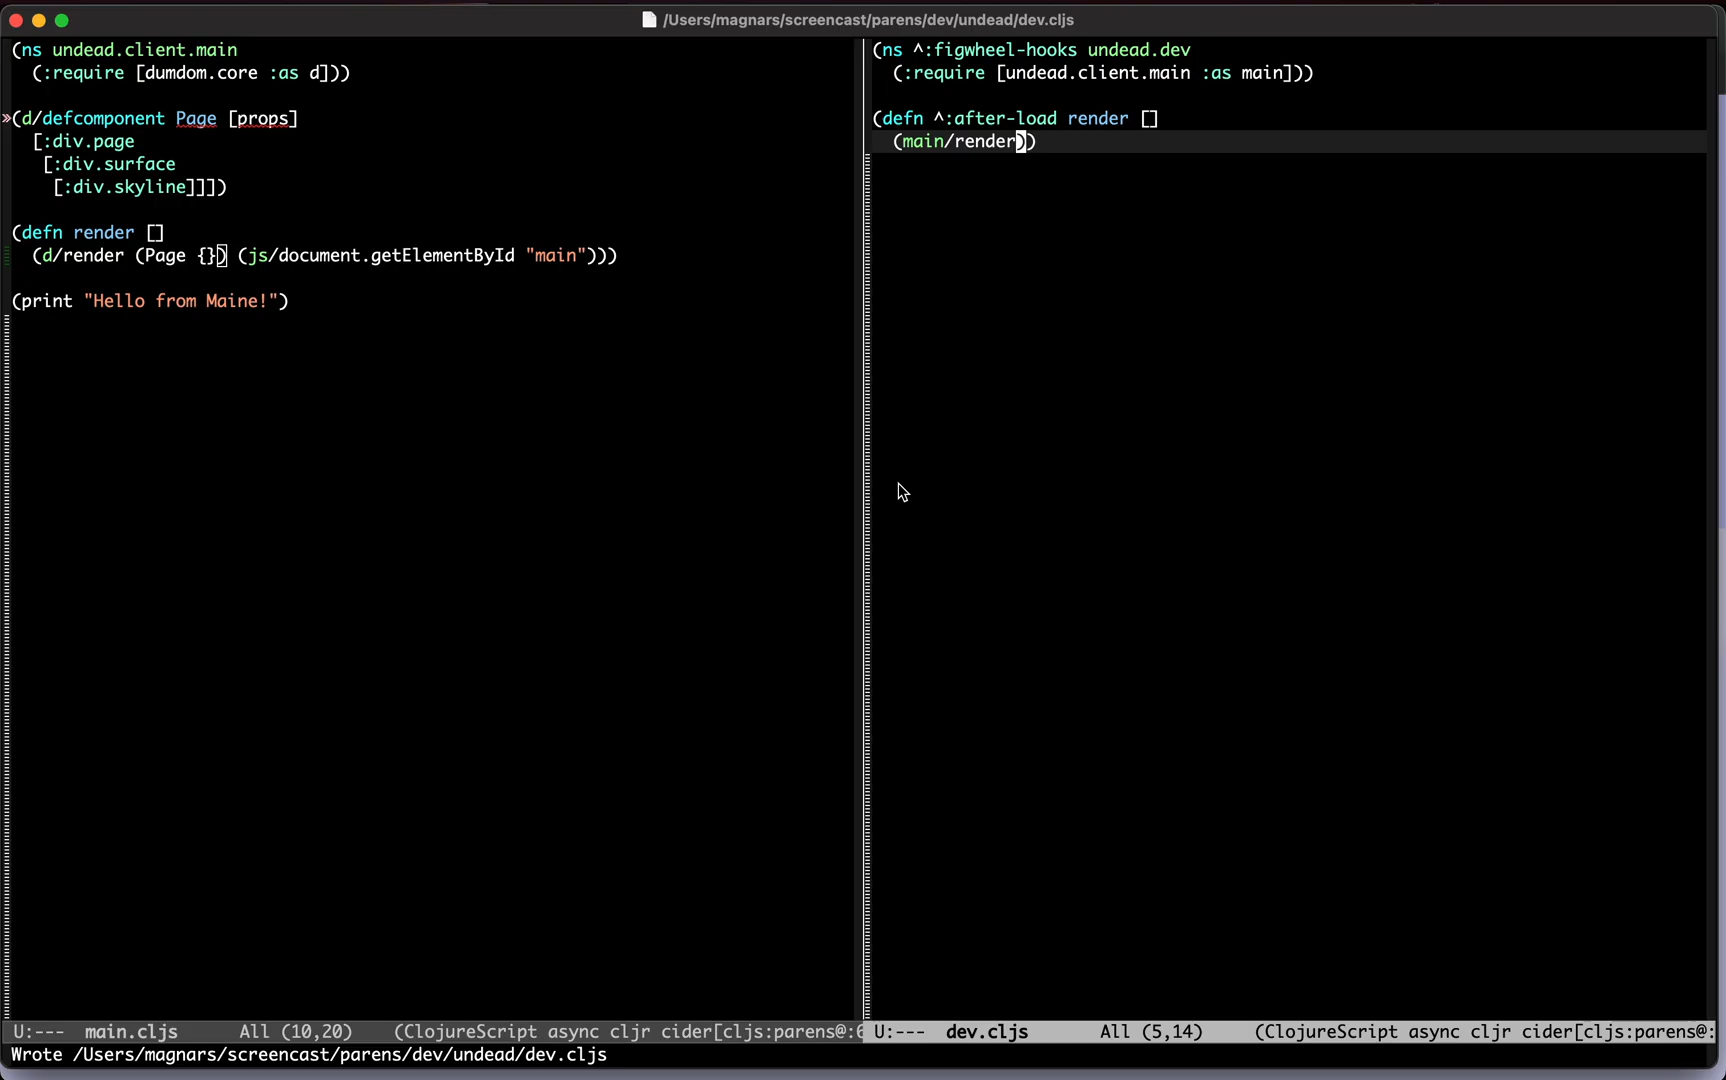 /Users/magnars/screencast/parens/dev/undead/dev.cljs
(ns undead.client.main
  (:require [dumdom.core :as d]))
(d/defcomponent Page [props]
  [:div.page
   [:div.surface
    [:div.skyline]]])
(defn render []
  (d/render (Page {}) (js/document.getElementById "main")))
(print "Hello from Maine!")
U:---  main.cljs      All (10,20)    (ClojureScript async cljr cider[cljs:parens@:6
(ns ^:figwheel-hooks undead.dev
  (:require [undead.client.main :as main]))
(defn ^:after-load render []
  (main/render))
U:---  dev.cljs       All (5,14)     (ClojureScript async cljr cider[cljs:parens@:
Wrote /Users/magnars/screencast/parens/dev/undead/dev.cljs